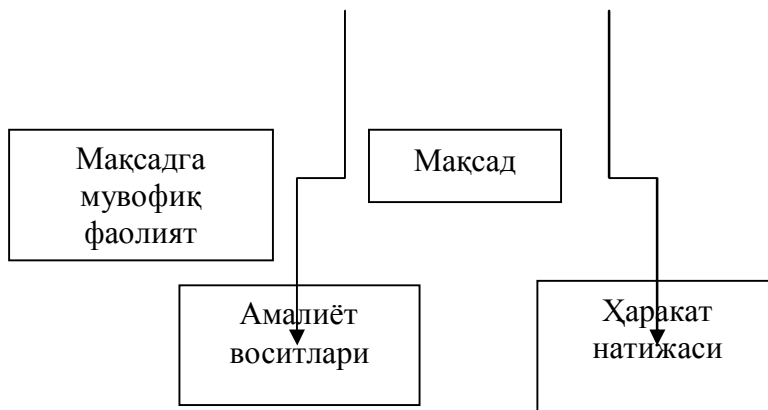 Мақсадга
мувофиқ
фаолият
Мақсад
Амалиёт
воситлари
Ҳаракат
натижаси